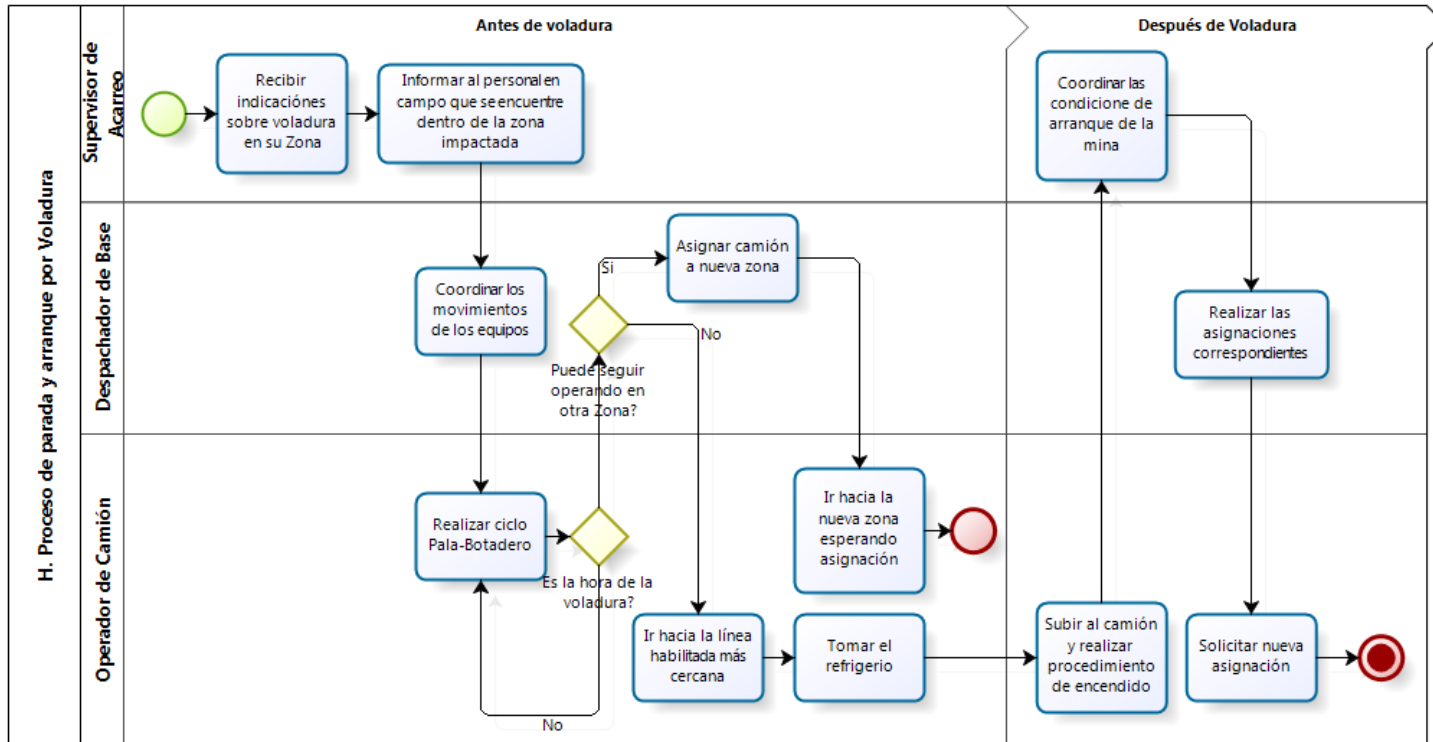 H. Proceso de parada y arranque por Voladura
Antes de voladura
Después de Voladura
Supervisor de
Acarreo
Recibir
indicaciónes
sobre voladura
en su Zona
Informar al personal en
campo que se encuentre
dentro de la zona
impactada
Coordinar las
condicione de
arranque de la
mina
Despachador de Base
Coordinar los
movimientos
de los equipos
Si
Asignar camión
a nueva zona
No
Puede seguir
operando en
otra Zona?
Realizar las
asignaciones
correspondientes
Operador de Camión
Realizar ciclo
Pala-Botadero
Es la hora de la
voladura?
No
Ir hacia la
nueva zona
esperando
asignación
Ir hacia la línea
habilitada más
cercana
Tomar el
refrigerio
Subir al camión
y realizar
procedimiento
de encendido
Solicitar nueva
asignación